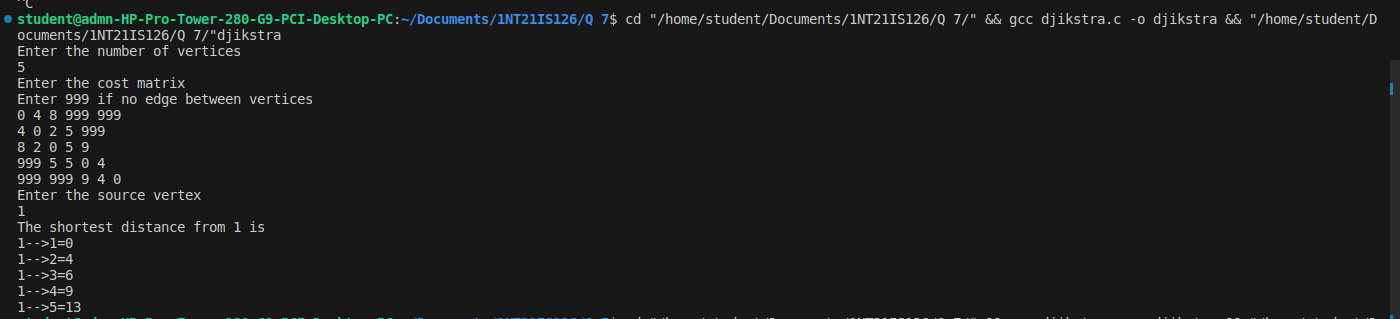 ^C
student@admn-HP-Pro-Tower-280-G9-PCI-Desktop-PC:~/Documents/1NT21IS126/Q 7$ cd "/home/student/Documents/1NT21IS126/Q 7/" && gcc djikstra.c -o djikstra && "/home/student/D
ocuments/1NT21IS126/Q 7/"djikstra
Enter the number of vertices
5
Enter the cost matrix
Enter 999 if no edge between vertices
0 4 8 999 999
4 0 2 5 999
8 2 0 5 9
999 5 5 0 4
999 999 9 4 0
Enter the source vertex
1
The shortest distance from 1 is
1-->1=0
1-->2=4
1-->3=6
1-->4=9
1-->5=13